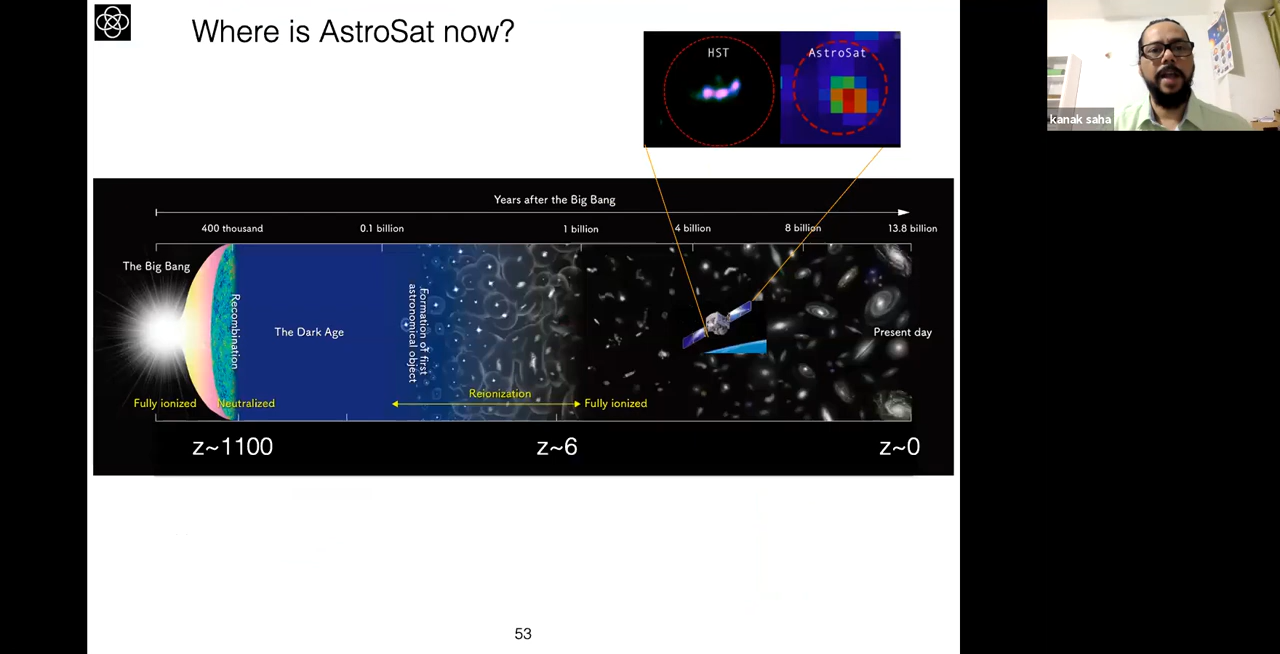 Where is AstroSat now?
HST
AstroSat
kanak saha
Years after the Big Bang
400 thousand
0.1 billion
1 billion
4 billion
8 billion
13.8 billion
The Big Bang
Recombination
The Dark Age
Formation of first
astronomical object
Present day
Reionization
Fully ionized
Neutralized
Fully ionized
z~1100
z~6
z~0
53